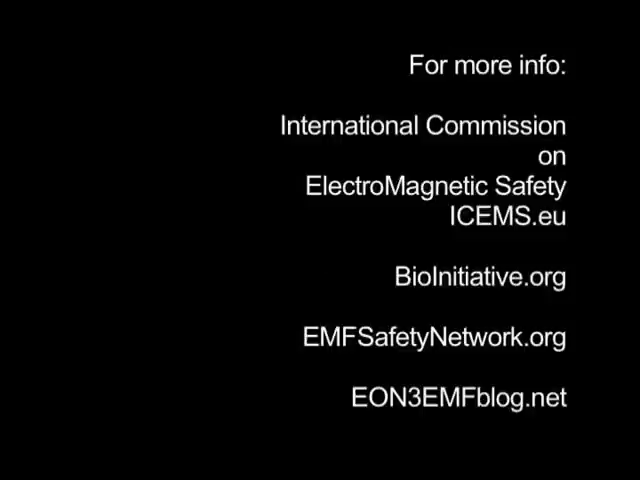 For more info:
International Commission
on
ElectroMagnetic Safety
ICEMS.eu
BioInitiative.org
EMFSafetyNetwork.org
EON3EMFblog.net